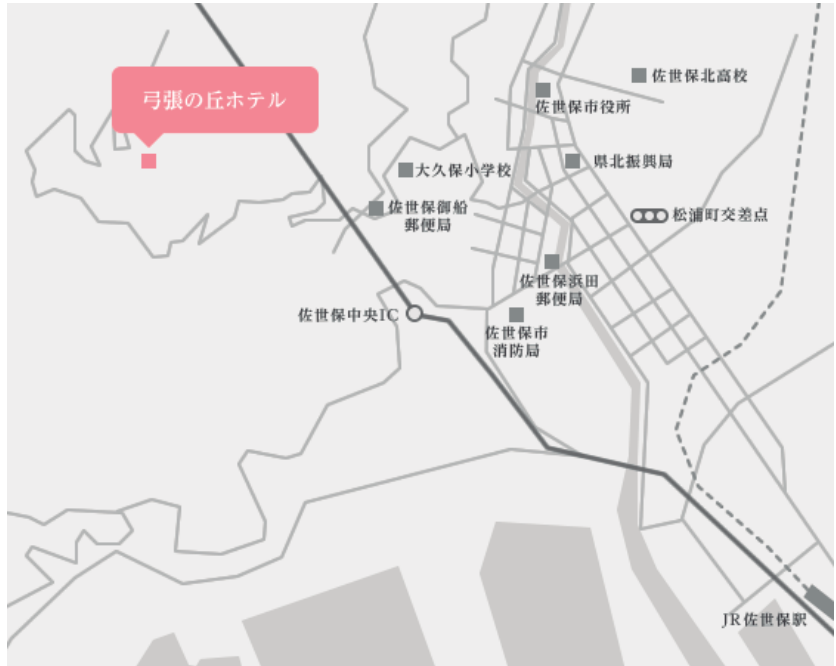 佐世保北高校
弓張の丘ホテル
佐世保市役所
県北振興局
大久保小学校
佐世保御船
郵便局
松浦町交差点
佐世保浜田
郵便局
佐世保中央IC
佐世保市
消防局
JR佐世保駅